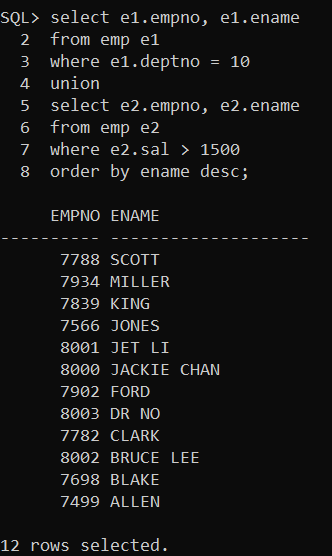 SQL> select e1.empno, e1.ename
2 from emp e1
3 where e1.deptno = 10
4 union
5 select e2.empno, e2.ename
6 from emp e2
7 where e2.sal > 1500
8 order by ename desc;
EMPNO ENAME
---------- --------------------
7788 SCOTT
7934 MILLER
7839 KING
7566 JONES
8001 JET LI
8000 JACKIE CHAN
7902 FORD
8003 DR NO
7782 CLARK
8002 BRUCE LEE
7698 BLAKE
7499 ALLEN
12 rows selected.